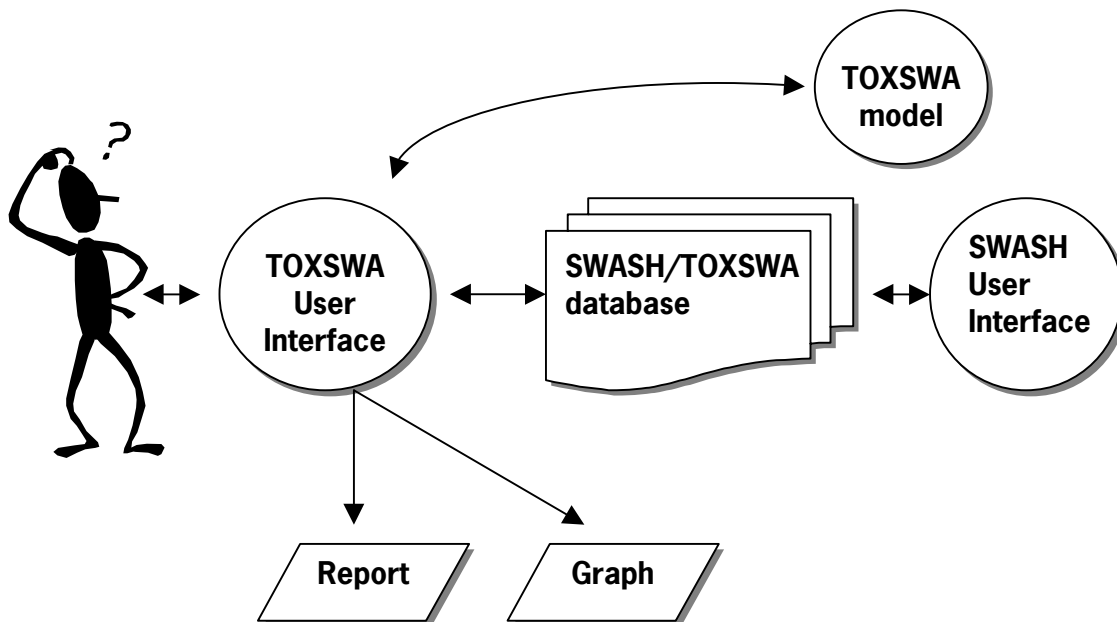 ?
TOXSWA
model
TOXSWA
User
Interface
SWASH/TOXSWA
database
SWASH
User
Interface
Report
Graph